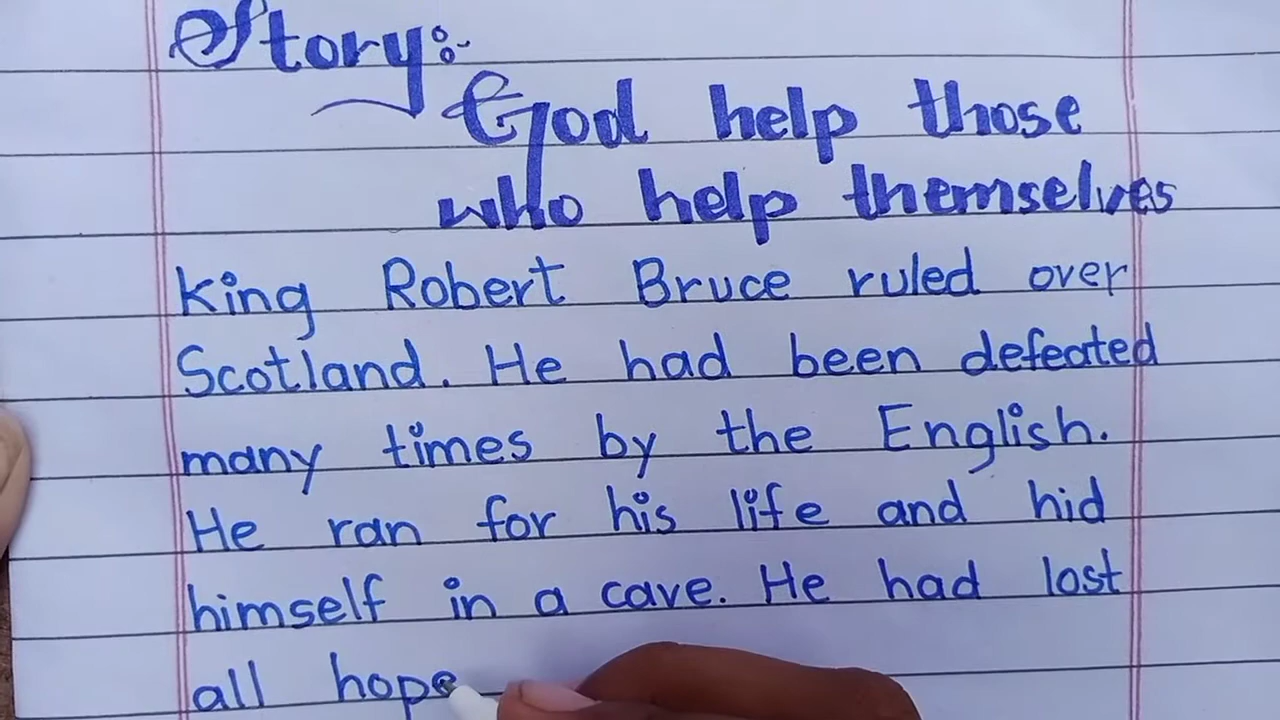 Story:-
God help those
who help themselves
King Robert Bruce ruled over
Scotland. He had been defeated
many times by the English.
He ran for his life and hid
himself in a cave. He had lost
all hope